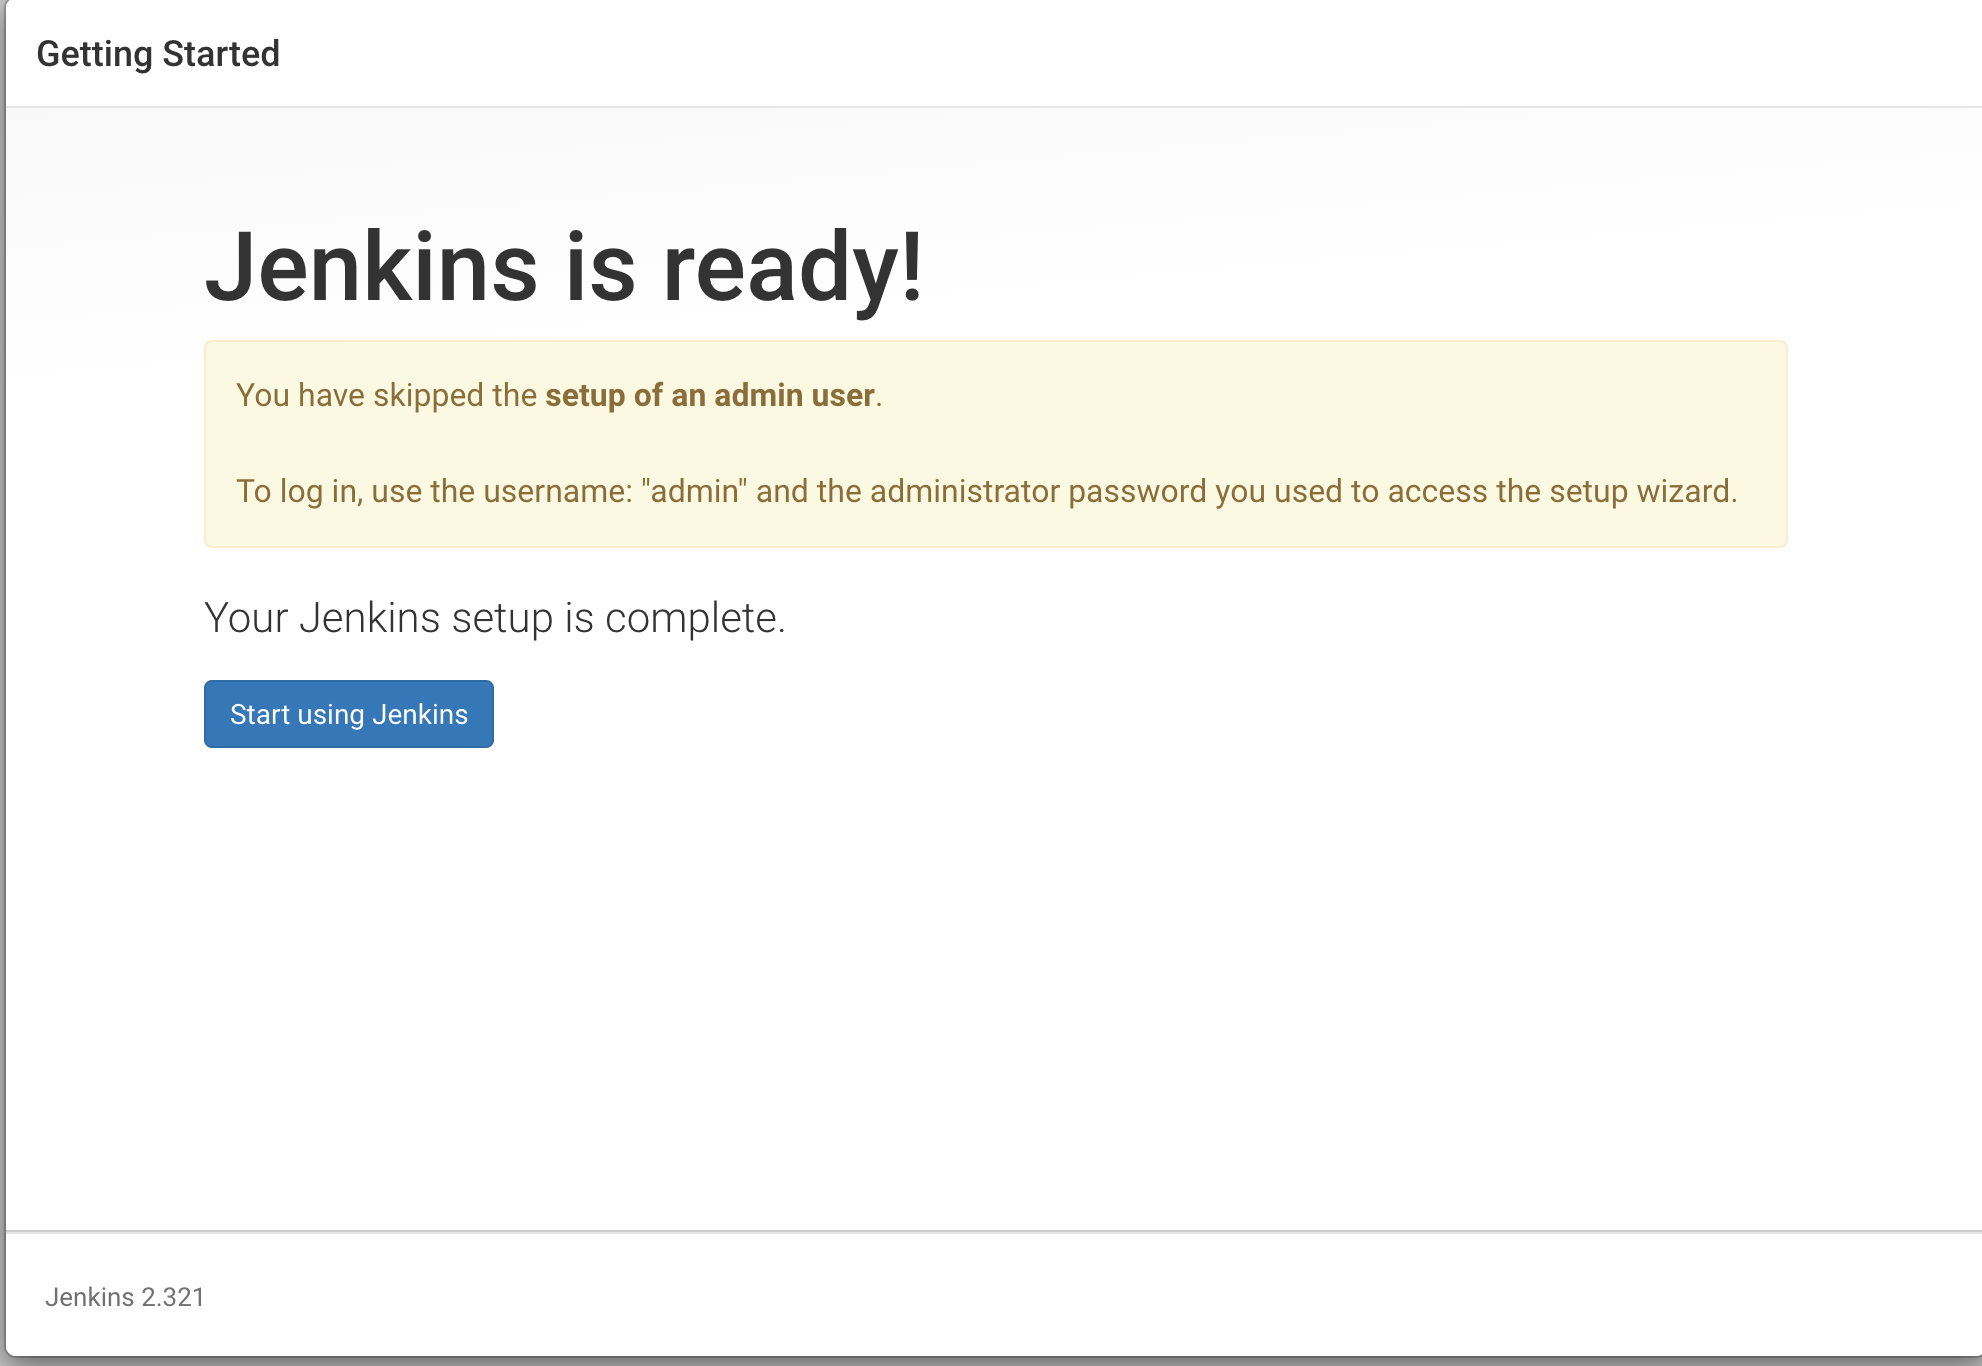 Getting Started
Jenkins is ready!
You have skipped the setup of an admin user.
To log in, use the username: "admin" and the administrator password you used to access the setup wizard.
Your Jenkins setup is complete.
Start using Jenkins
Jenkins 2.321